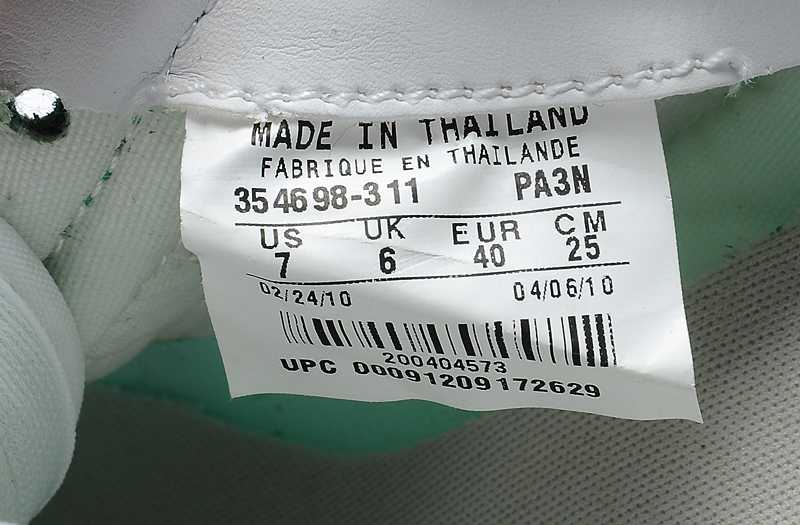 MADE IN THAILAND
FABRIQUE EN THAILANDE
354698-311 PA3N
US UK EUR CM
7 6 40 25
02/24/10 04/06/10
200404573
UPC 00091209172629